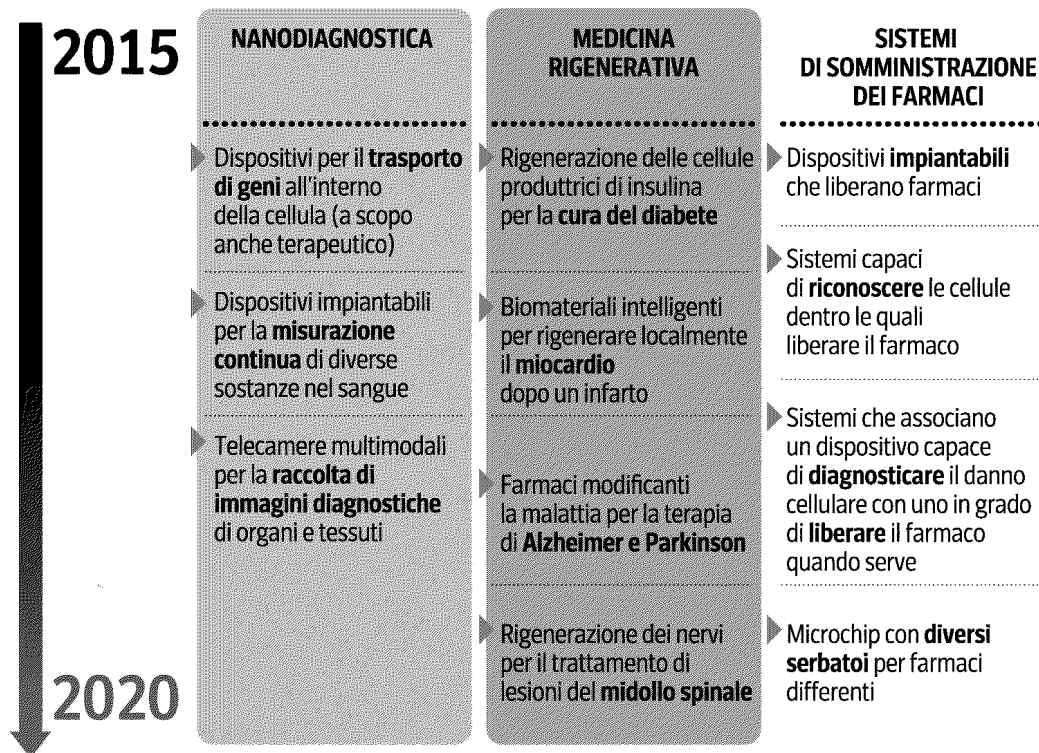 2015
NANODIAGNOSTICA
Dispositivi per il trasporto
di geni all'interno
della cellula (a scopo
anche terapeutico)
Dispositivi impiantabili
per la misurazione
continua di diverse
sostanze nel sangue
Telecamere multimodali
per la raccolta di
immagini diagnostiche
di organi e tessuti
MEDICINA
RIGENERATIVA
Rigenerazione delle cellule
produttrici di insulina
per la cura del diabete
Biomateriali intelligenti
per rigenerare localmente
il miocardio
dopo un infarto
Farmaci modificanti
la malattia per la terapia
di Alzheimer e Parkinson
Rigenerazione dei nervi
per il trattamento di
lesioni del midollo spinale
SISTEMI
DI SOMMINISTRAZIONE
DEI FARMACI
Dispositivi impiantabili
che liberano farmaci
Sistemi capaci
di riconoscere le cellule
dentro le quali
liberare il farmaco
Sistemi che associano
un dispositivo capace
di diagnosticare il danno
cellulare con uno in grado
di liberare il farmaco
quando serve
Microchip con diversi
serbatoi per farmaci
differenti
2020